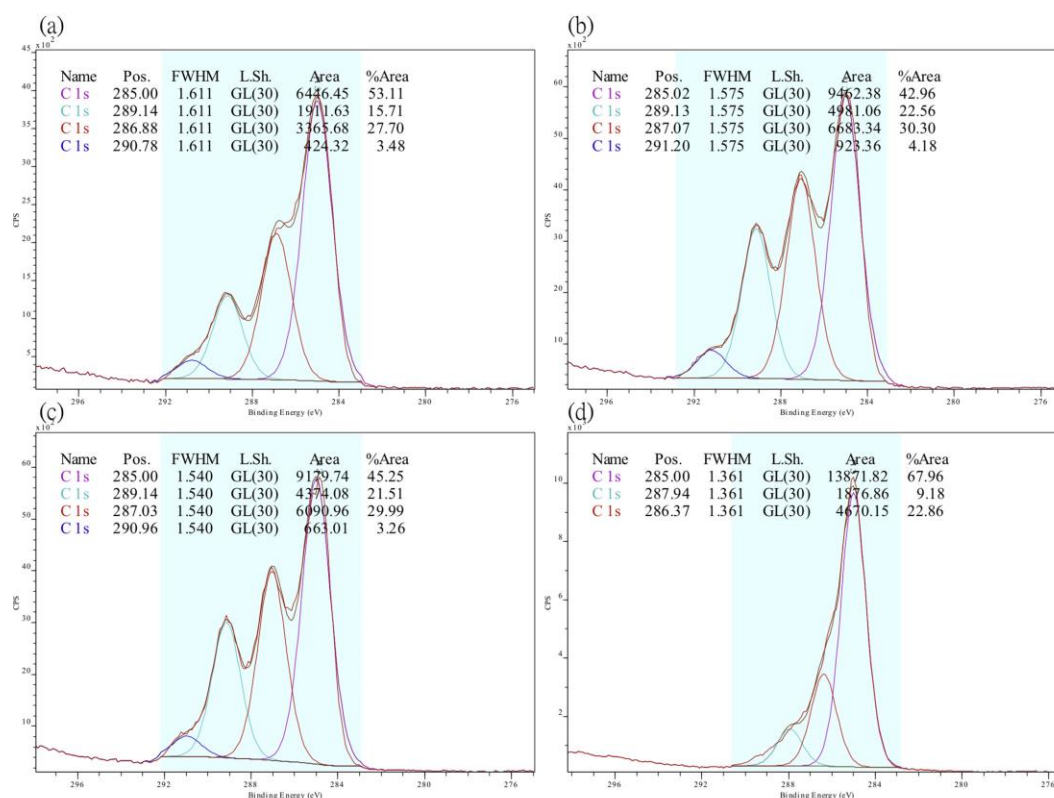 (a)
x10²
45
Name Pos. FWHM L.Sh. Area %Area
C 1s 285.00 1.611 GL(30) 6446.45 53.11
C 1s 289.14 1.611 GL(30) 1911.63 15.71
C 1s 286.88 1.611 GL(30) 3365.68 27.70
C 1s 290.78 1.611 GL(30) 424.32 3.48
40
35
30
25
20
15
10
5
CPS
296 292 288 284 280 276
Binding Energy (eV)
(b)
x10²
Name Pos. FWHM L.Sh. Area %Area
C 1s 285.02 1.575 GL(30) 9462.38 42.96
C 1s 289.13 1.575 GL(30) 4981.06 22.56
C 1s 287.07 1.575 GL(30) 6683.34 30.30
C 1s 291.20 1.575 GL(30) 923.36 4.18
60
50
40
30
20
10
CPS
296 292 288 284 280 276
Binding Energy (eV)
(c)
x10²
Name Pos. FWHM L.Sh. Area %Area
C 1s 285.00 1.540 GL(30) 9179.74 45.25
C 1s 289.14 1.540 GL(30) 4374.08 21.51
C 1s 287.03 1.540 GL(30) 6090.96 29.99
C 1s 290.96 1.540 GL(30) 663.01 3.26
60
50
40
30
20
10
CPS
296 292 288 284 280 276
Binding Energy (eV)
(d)
x10³
Name Pos. FWHM L.Sh. Area %Area
C 1s 285.00 1.361 GL(30) 13871.82 67.96
C 1s 287.94 1.361 GL(30) 1876.86 9.18
C 1s 286.37 1.361 GL(30) 4670.15 22.86
10
8
6
4
2
CPS
296 292 288 284 280 276
Binding Energy (eV)